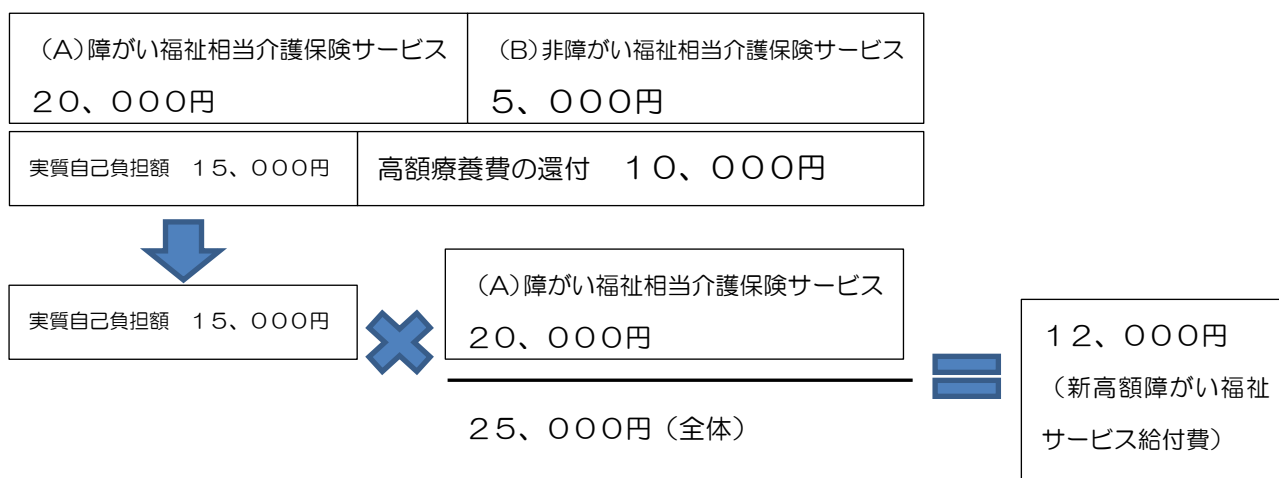 （A）障がい福祉相当介護保険サービス
２０、０００円
（B）非障がい福祉相当介護保険サービス
５、０００円
実質自己負担額　１５、０００円
高額療養費の還付　１０、０００円
実質自己負担額　１５、０００円
（A）障がい福祉相当介護保険サービス
２０、０００円
２５、０００円（全体）
１２、０００円
（新高額障がい福祉
サービス給付費）